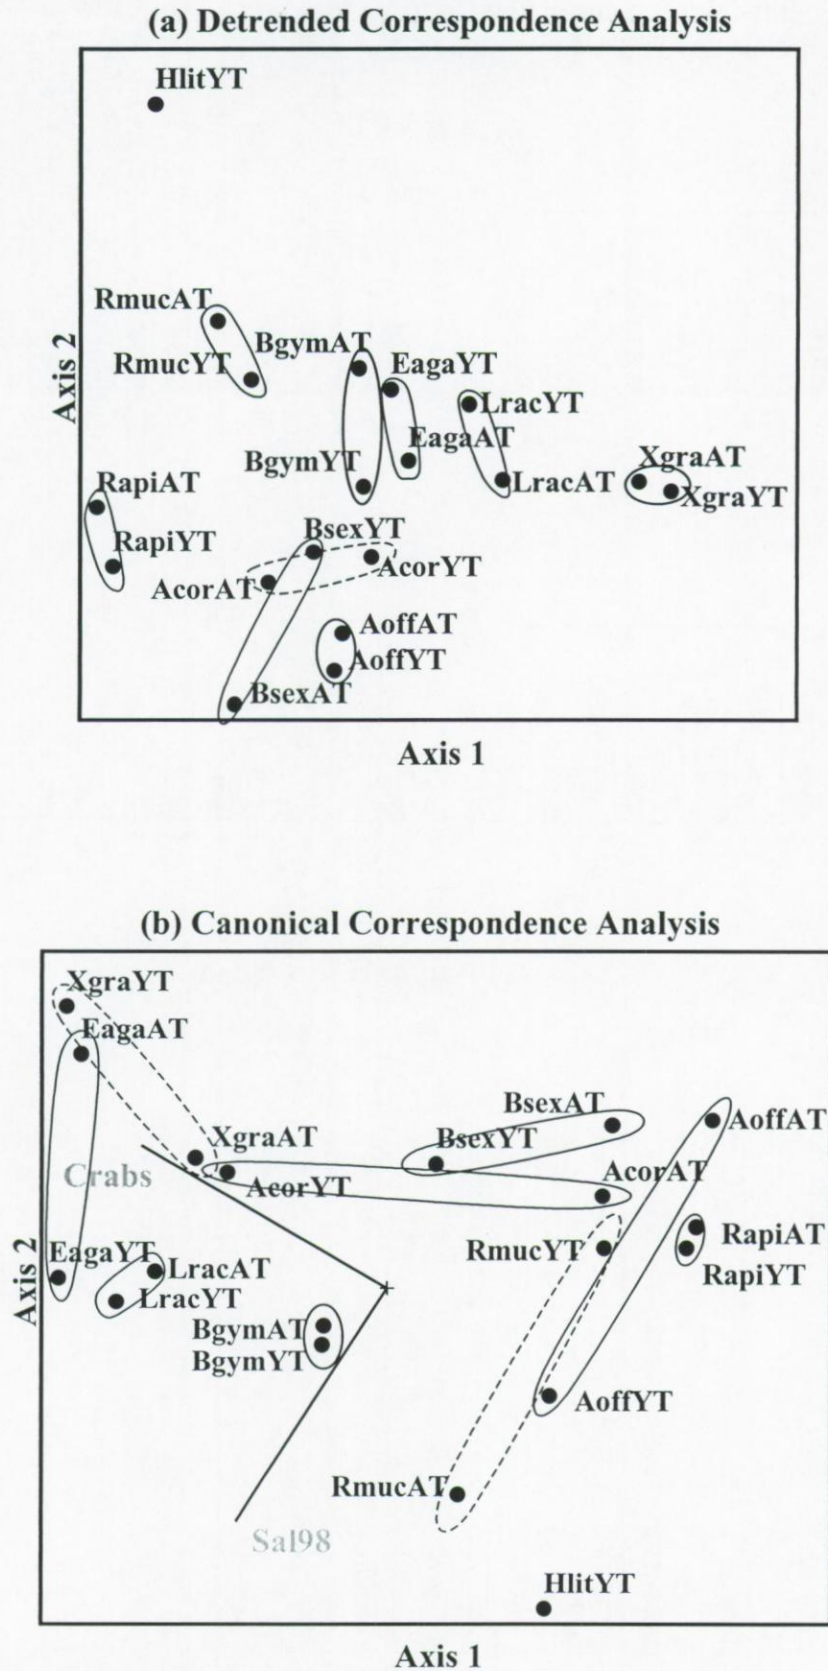 (a) Detrended Correspondence Analysis
HlitYT
RmucAT
RmucYT
BgymAT
EagaYT
LracYT
EagaAT
BgymYT
LracAT
XgraAT
XgraYT
RapiAT
RapiYT
BsexYT
AcorYT
AcorAT
AoffAT
AoffYT
BsexAT
Axis 2
Axis 1
(b) Canonical Correspondence Analysis
XgraYT
EagaAT
BsexAT
AoffAT
BsexYT
XgraAT
Crabs
AcorYT
AcorAT
RmucYT
RapiAT
RapiYT
EagaYT
LracAT
LracYT
BgymAT
BgymYT
AoffYT
RmucAT
Sal98
HlitYT
Axis 2
Axis 1